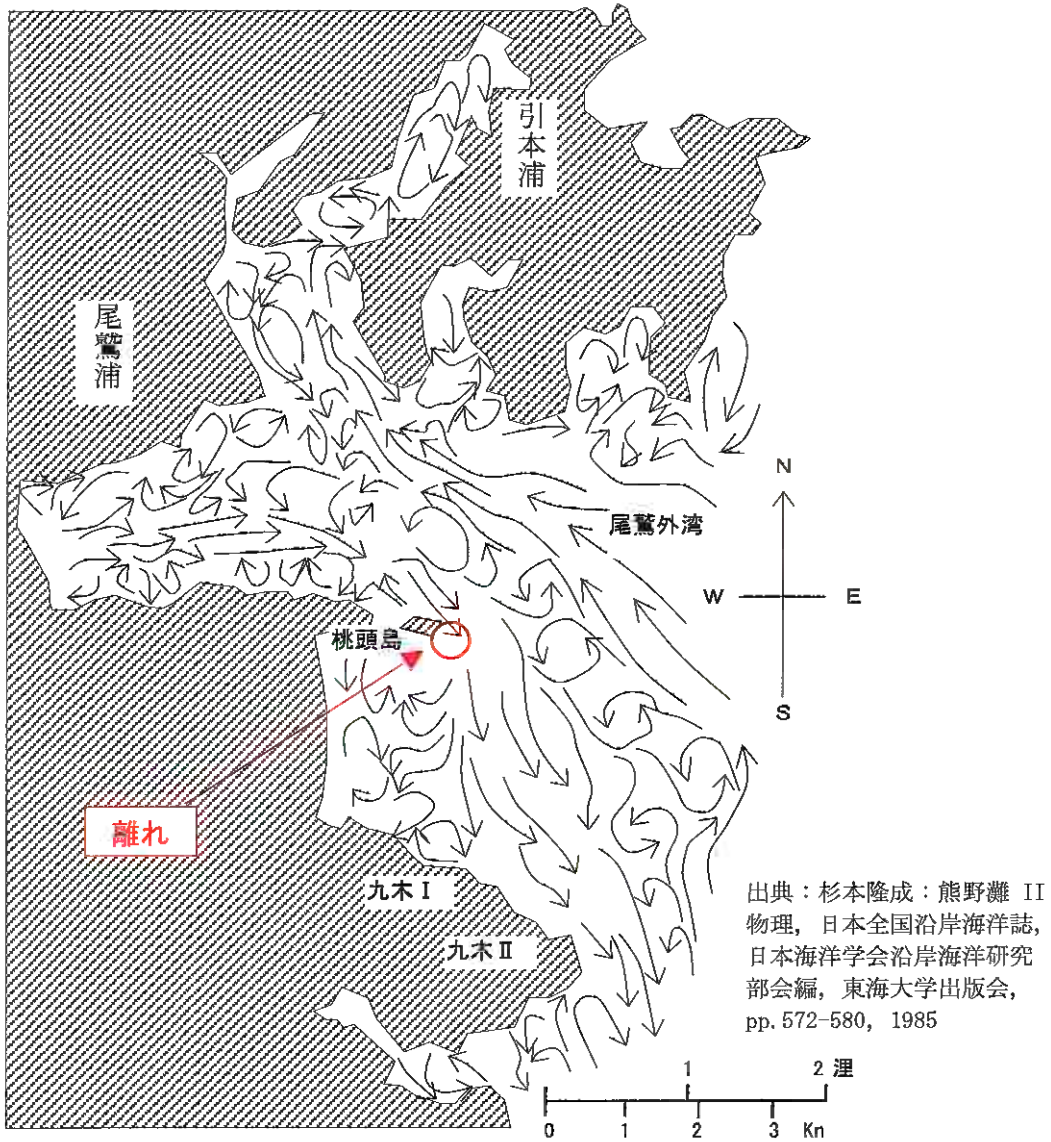 引本浦
尾鷲浦
N
尾鷲外湾
W
E
桃頭島
S
離れ
九木 I
九木 II
出典：杉本隆成：熊野灘 II
物理，日本全国沿岸海洋誌，
日本海洋学会沿岸海洋研究
部会編，東海大学出版会，
pp. 572-580, 1985
1 2 浬
0 1 2 3 Kn